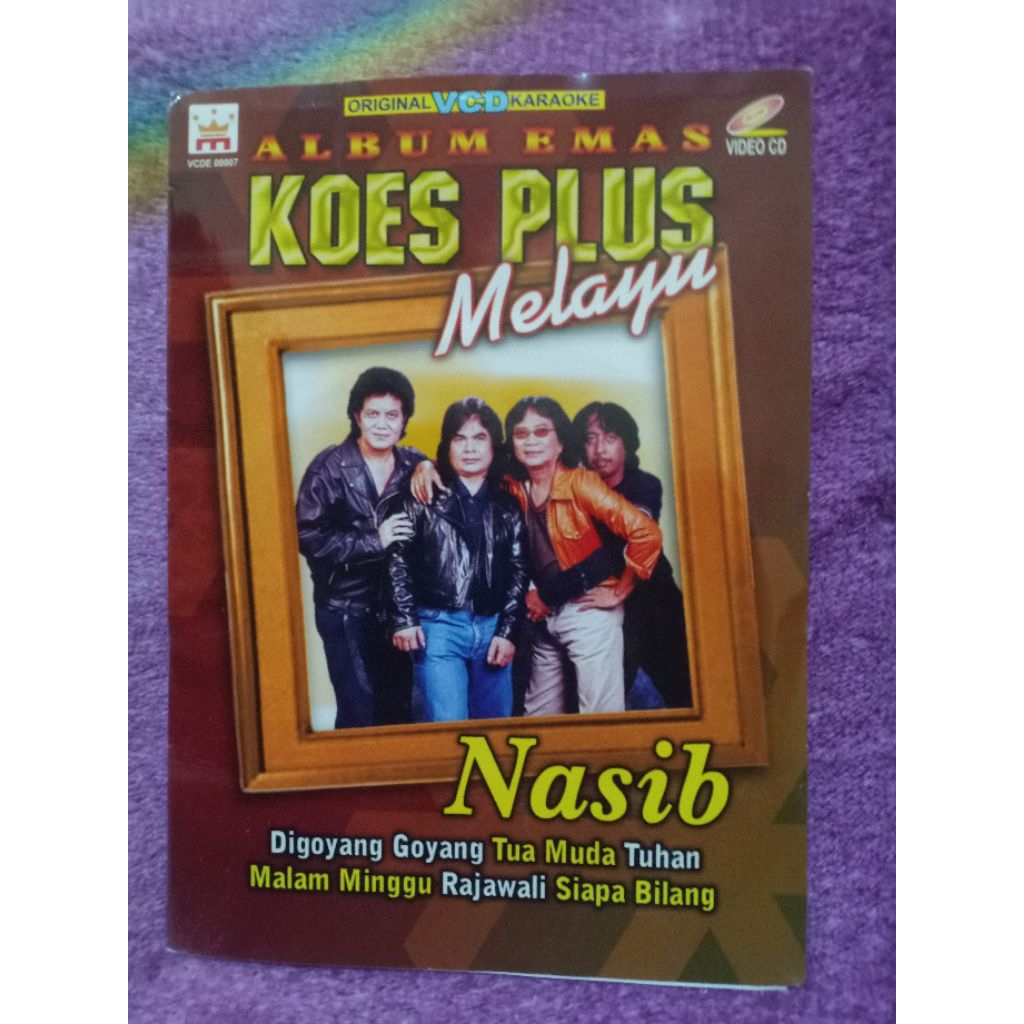 ORIGINAL VCD KARAOKE
VCDE 00007
ALBUM EMAS
VIDEO CD
KOES PLUS
Melayu
Nasib
Digoyang Goyang Tua Muda Tuhan
Malam Minggu Rajawali Siapa Bilang